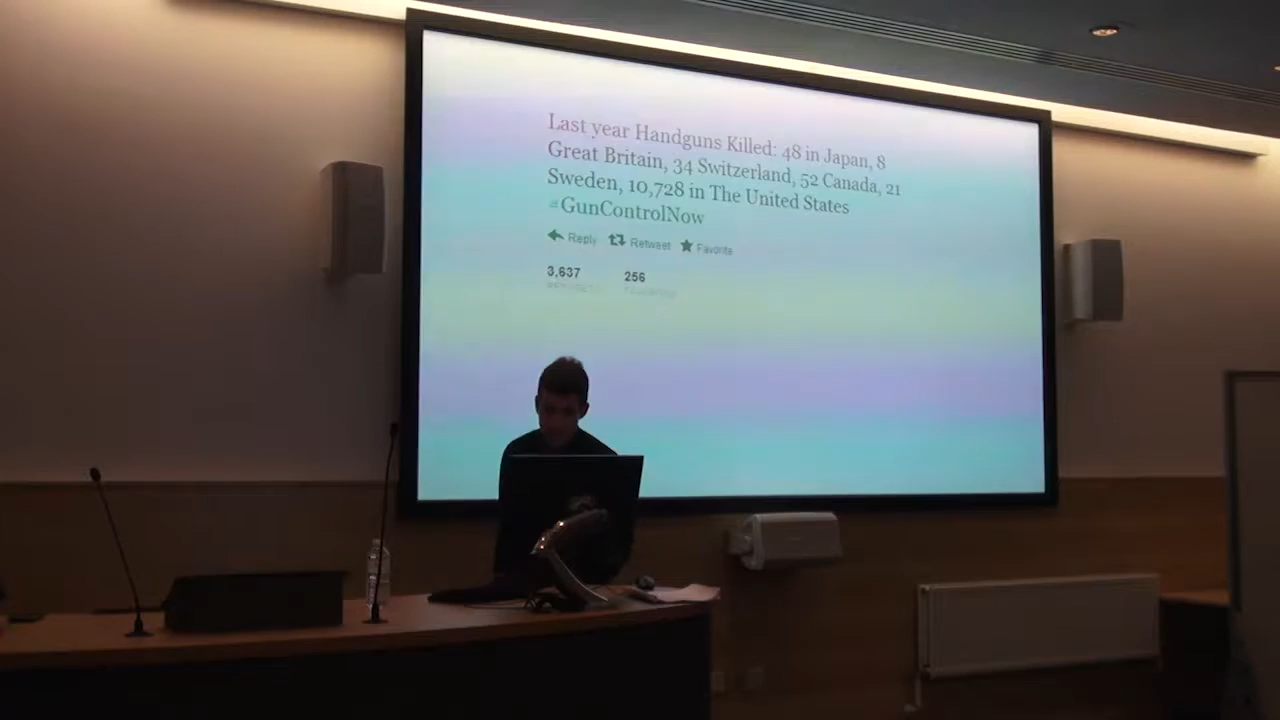 Last year Handguns Killed: 48 in Japan, 8
Great Britain, 34 Switzerland, 52 Canada, 21
Sweden, 10,728 in The United States
#GunControlNow
Reply Retweet Favorite
3,637 256